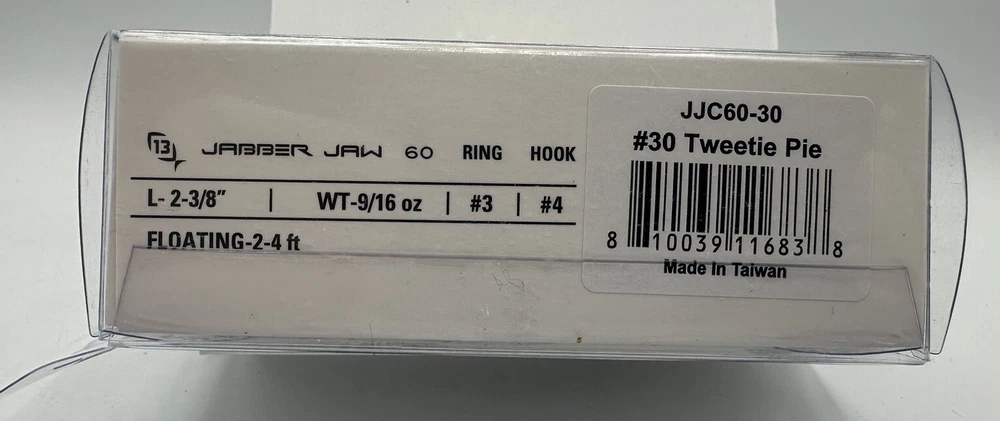 13 JABBER JAW 60 RING HOOK
L- 2-3/8" | WT-9/16 oz | #3 | #4
FLOATING-2-4 ft
JJC60-30
#30 Tweetie Pie
8 10039 11683 8
Made In Taiwan